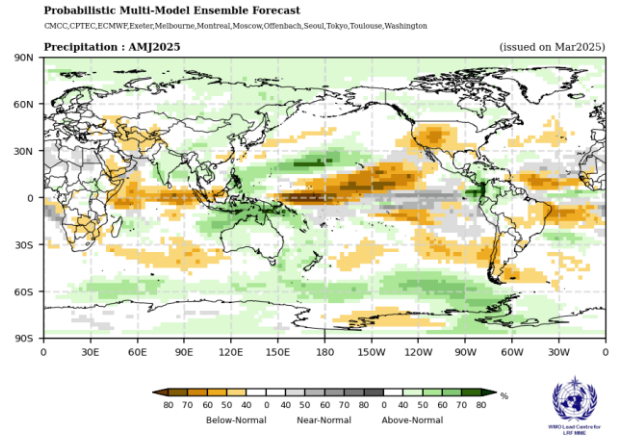 Probabilistic Multi-Model Ensemble Forecast
CMCC,CPTEC,ECMWF,Exeter,Melbourne,Montreal,Moscow,Offenbach,Seoul,Tokyo,Toulouse,Washington
Precipitation : AMJ2025 (issued on Mar2025)
90N
60N
30N
0
30S
60S
90S
0 30E 60E 90E 120E 150E 180 150W 120W 90W 60W 30W 0
80 70 60 50 40 0 40 50 60 70 80 0 40 50 60 70 80 %
Below-Normal Near-Normal Above-Normal
WMO Lead Centre for
LRF MME